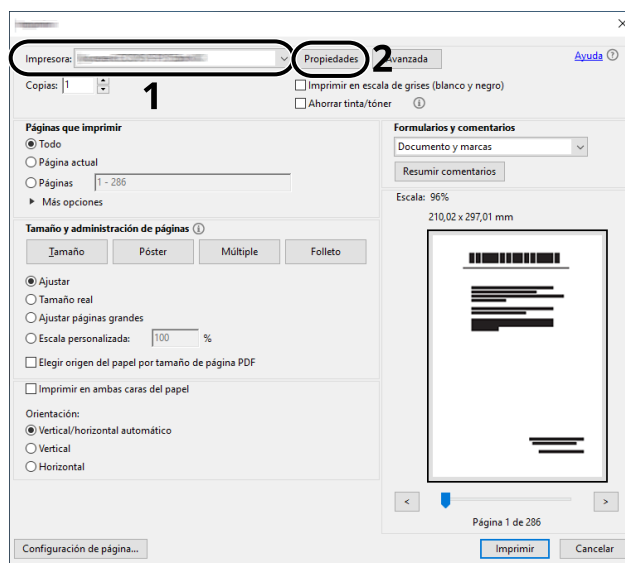 Impresora:
Propiedades
2
Avanzada
Ayuda
Copias: 1
1
Imprimir en escala de grises (blanco y negro)
Ahorrar tinta/tóner
Páginas que imprimir
Todo
Página actual
Páginas 1 - 286
Más opciones
Formularios y comentarios
Documento y marcas
Resumir comentarios
Escala: 96%
210,02 x 297,01 mm
Tamaño y administración de páginas
Tamaño Póster Múltiple Folleto
Ajustar
Tamaño real
Ajustar páginas grandes
Escala personalizada: 100 %
Elegir origen del papel por tamaño de página PDF
Imprimir en ambas caras del papel
Orientación:
Vertical/horizontal automático
Vertical
Horizontal
< >
Página 1 de 286
Configuración de página...
Imprimir Cancelar